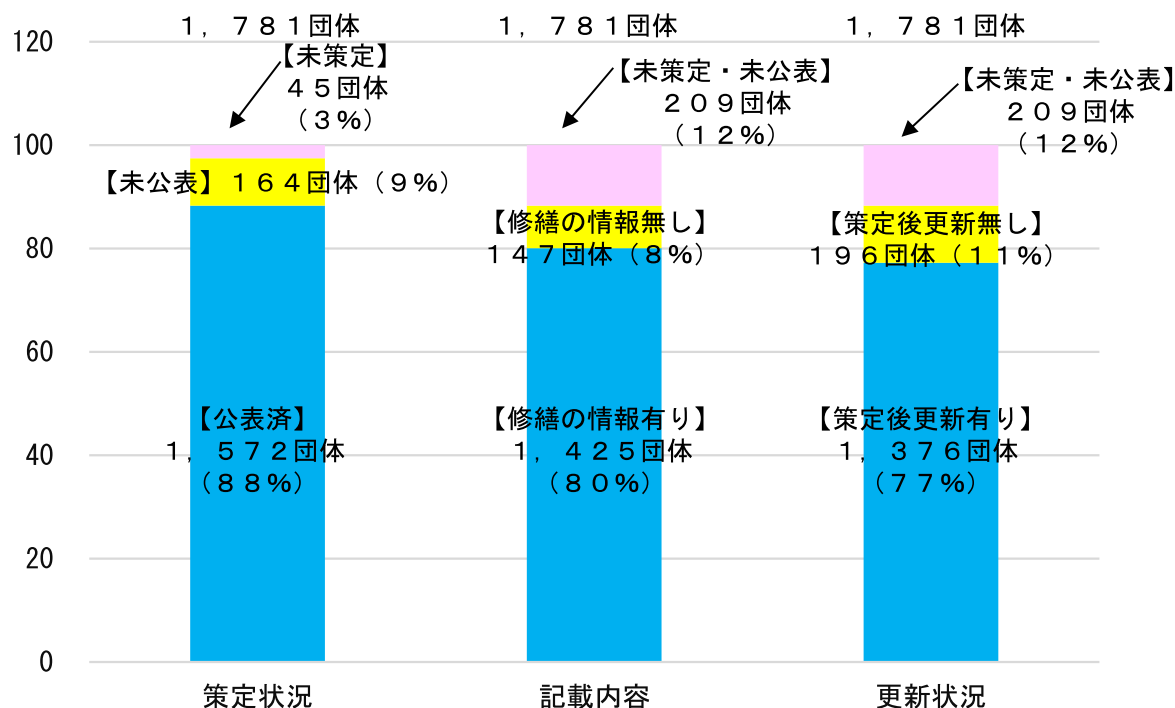 １，７８１団体
１，７８１団体
１，７８１団体
120
100
80
60
40
20
0
【未策定】
４５団体
（３%）
【未公表】１６４団体（９%）
【公表済】
１，５７２団体
（８８%）
策定状況
【未策定・未公表】
２０９団体
（１２%）
【修繕の情報無し】
１４７団体（８%）
【修繕の情報有り】
１，４２５団体
（８０%）
記載内容
【未策定・未公表】
２０９団体
（１２%）
【策定後更新無し】
１９６団体（１１%）
【策定後更新有り】
１，３７６団体
（７７%）
更新状況